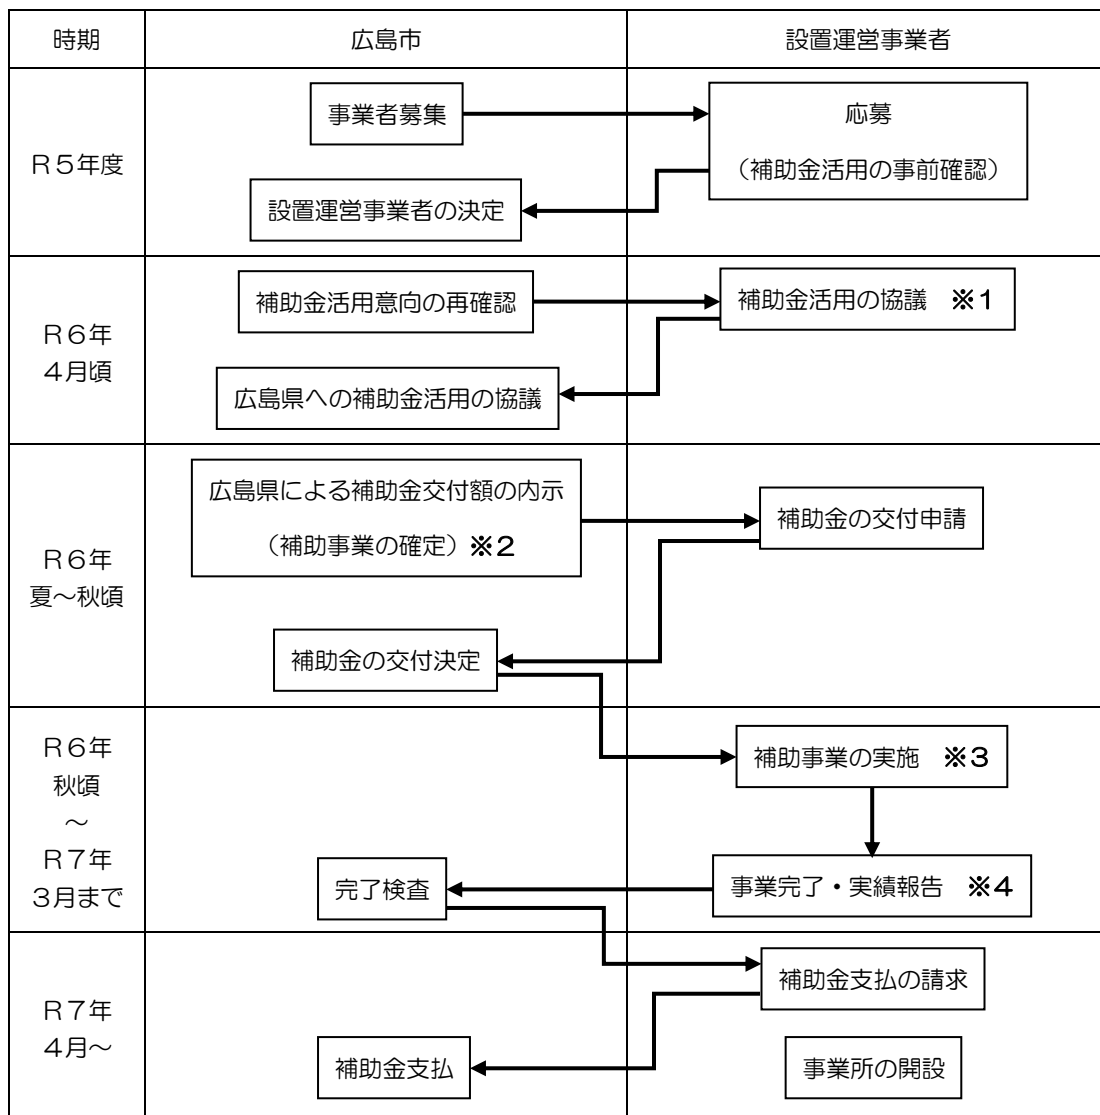 時期
広島市
設置運営事業者
R5年度
事業者募集
応募
(補助金活用の事前確認)
設置運営事業者の決定
R6年
4月頃
補助金活用意向の再確認
補助金活用の協議 ※1
広島県への補助金活用の協議
R6年
夏~秋頃
広島県による補助金交付額の内示
(補助事業の確定)※2
補助金の交付申請
補助金の交付決定
R6年
秋頃
~
R7年
3月まで
補助事業の実施 ※3
完了検査
事業完了・実績報告 ※4
R7年
4月~
補助金支払の請求
補助金支払
事業所の開設